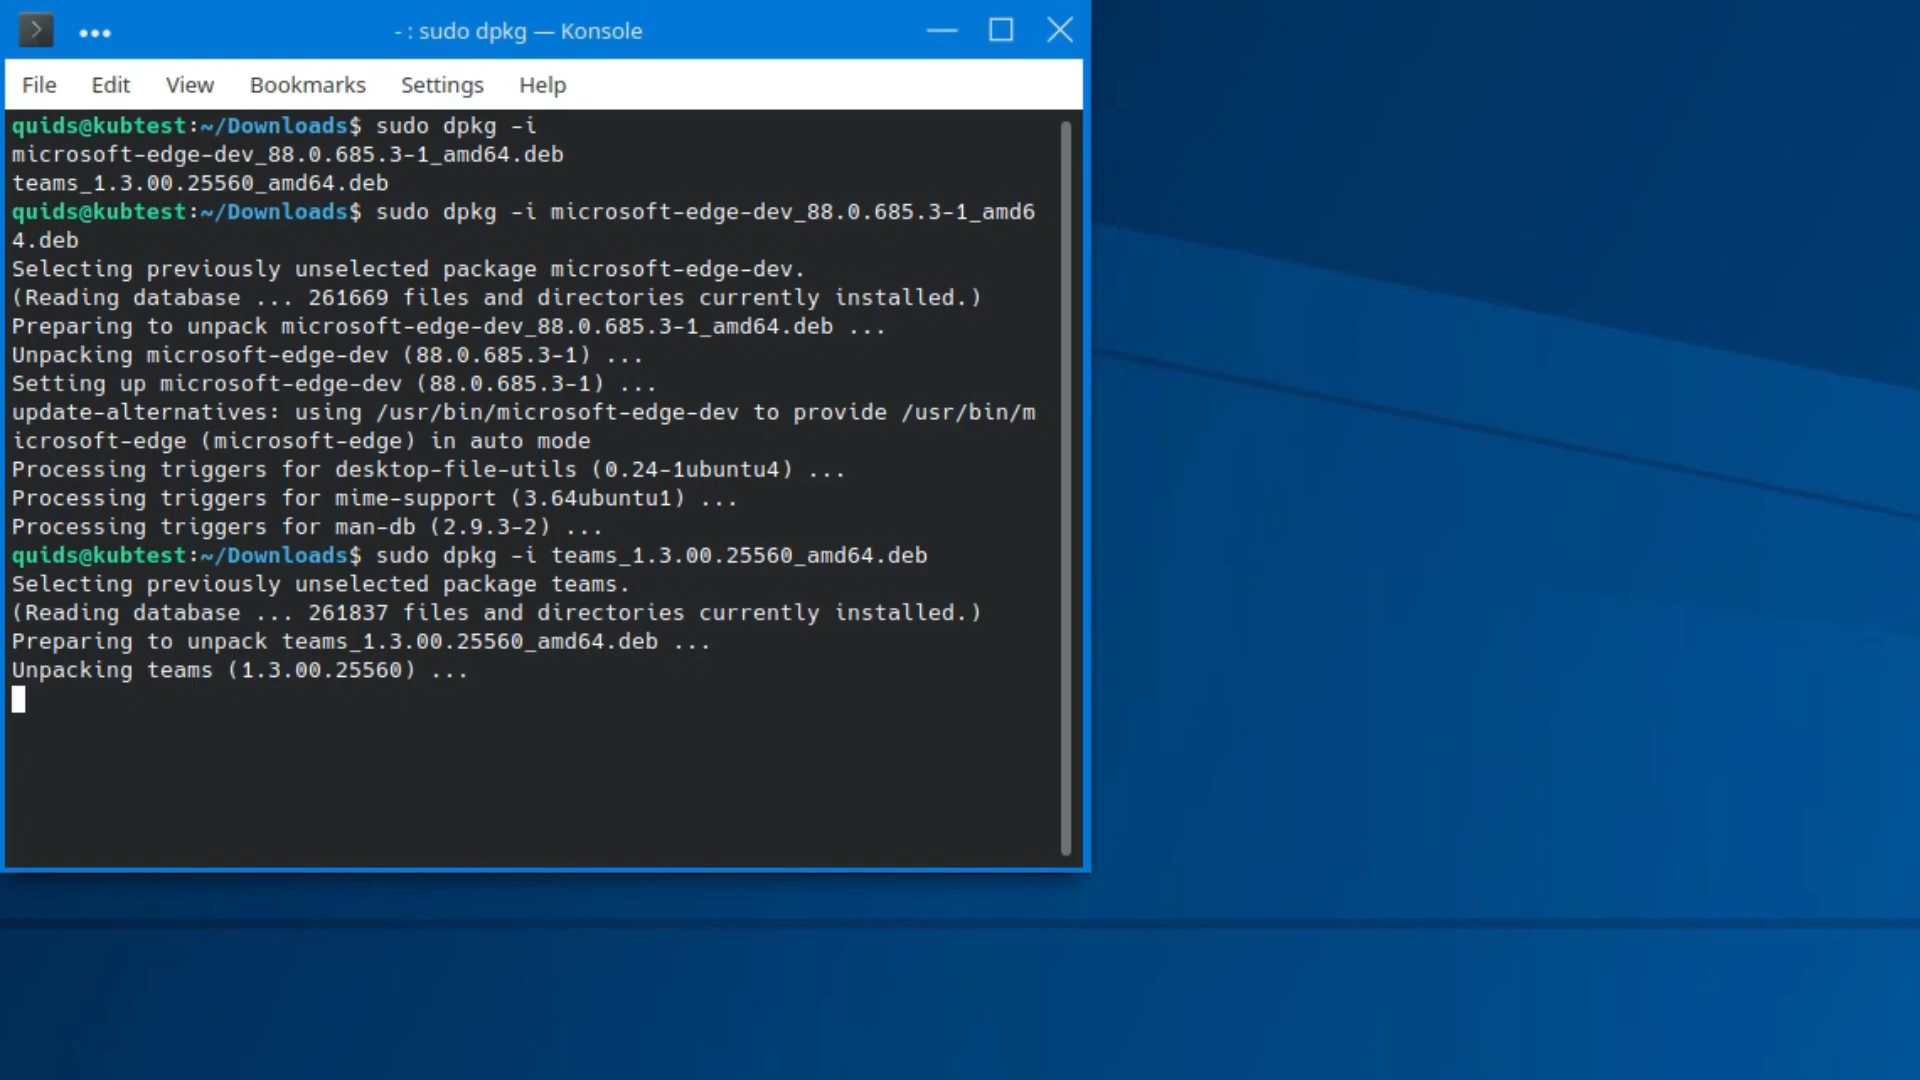 - : sudo dpkg — Konsole
File Edit View Bookmarks Settings Help
quids@kubtest:~/Downloads$ sudo dpkg -i
microsoft-edge-dev_88.0.685.3-1_amd64.deb
teams_1.3.00.25560_amd64.deb
quids@kubtest:~/Downloads$ sudo dpkg -i microsoft-edge-dev_88.0.685.3-1_amd6
4.deb
Selecting previously unselected package microsoft-edge-dev.
(Reading database ... 261669 files and directories currently installed.)
Preparing to unpack microsoft-edge-dev_88.0.685.3-1_amd64.deb ...
Unpacking microsoft-edge-dev (88.0.685.3-1) ...
Setting up microsoft-edge-dev (88.0.685.3-1) ...
update-alternatives: using /usr/bin/microsoft-edge-dev to provide /usr/bin/m
icrosoft-edge (microsoft-edge) in auto mode
Processing triggers for desktop-file-utils (0.24-1ubuntu4) ...
Processing triggers for mime-support (3.64ubuntu1) ...
Processing triggers for man-db (2.9.3-2) ...
quids@kubtest:~/Downloads$ sudo dpkg -i teams_1.3.00.25560_amd64.deb
Selecting previously unselected package teams.
(Reading database ... 261837 files and directories currently installed.)
Preparing to unpack teams_1.3.00.25560_amd64.deb ...
Unpacking teams (1.3.00.25560) ...